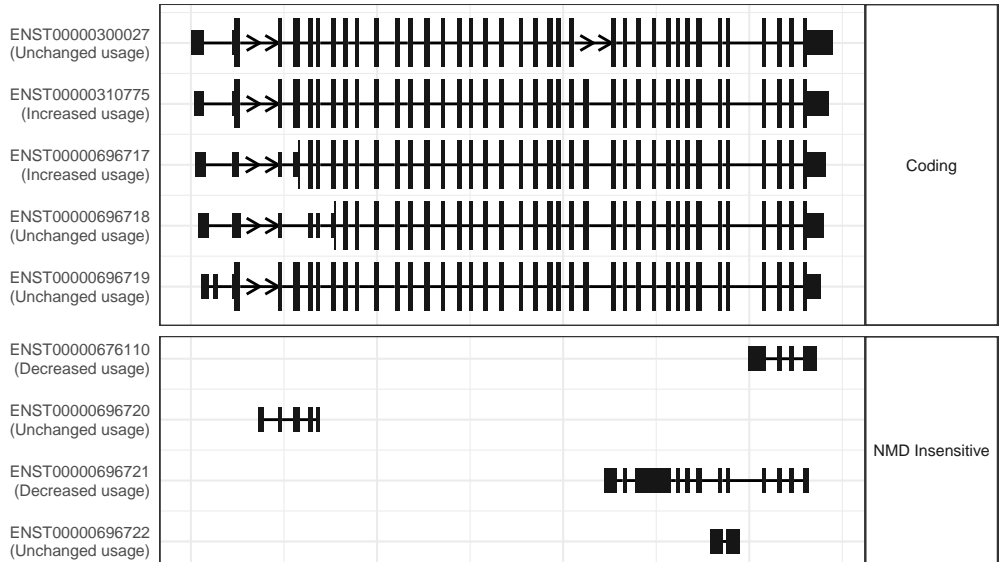 ENST00000300027
(Unchanged usage)
ENST00000310775
(Increased usage)
ENST00000696717
(Increased usage)
ENST00000696718
(Unchanged usage)
ENST00000696719
(Unchanged usage)
Coding
ENST00000676110
(Decreased usage)
ENST00000696720
(Unchanged usage)
ENST00000696721
(Decreased usage)
ENST00000696722
(Unchanged usage)
NMD Insensitive